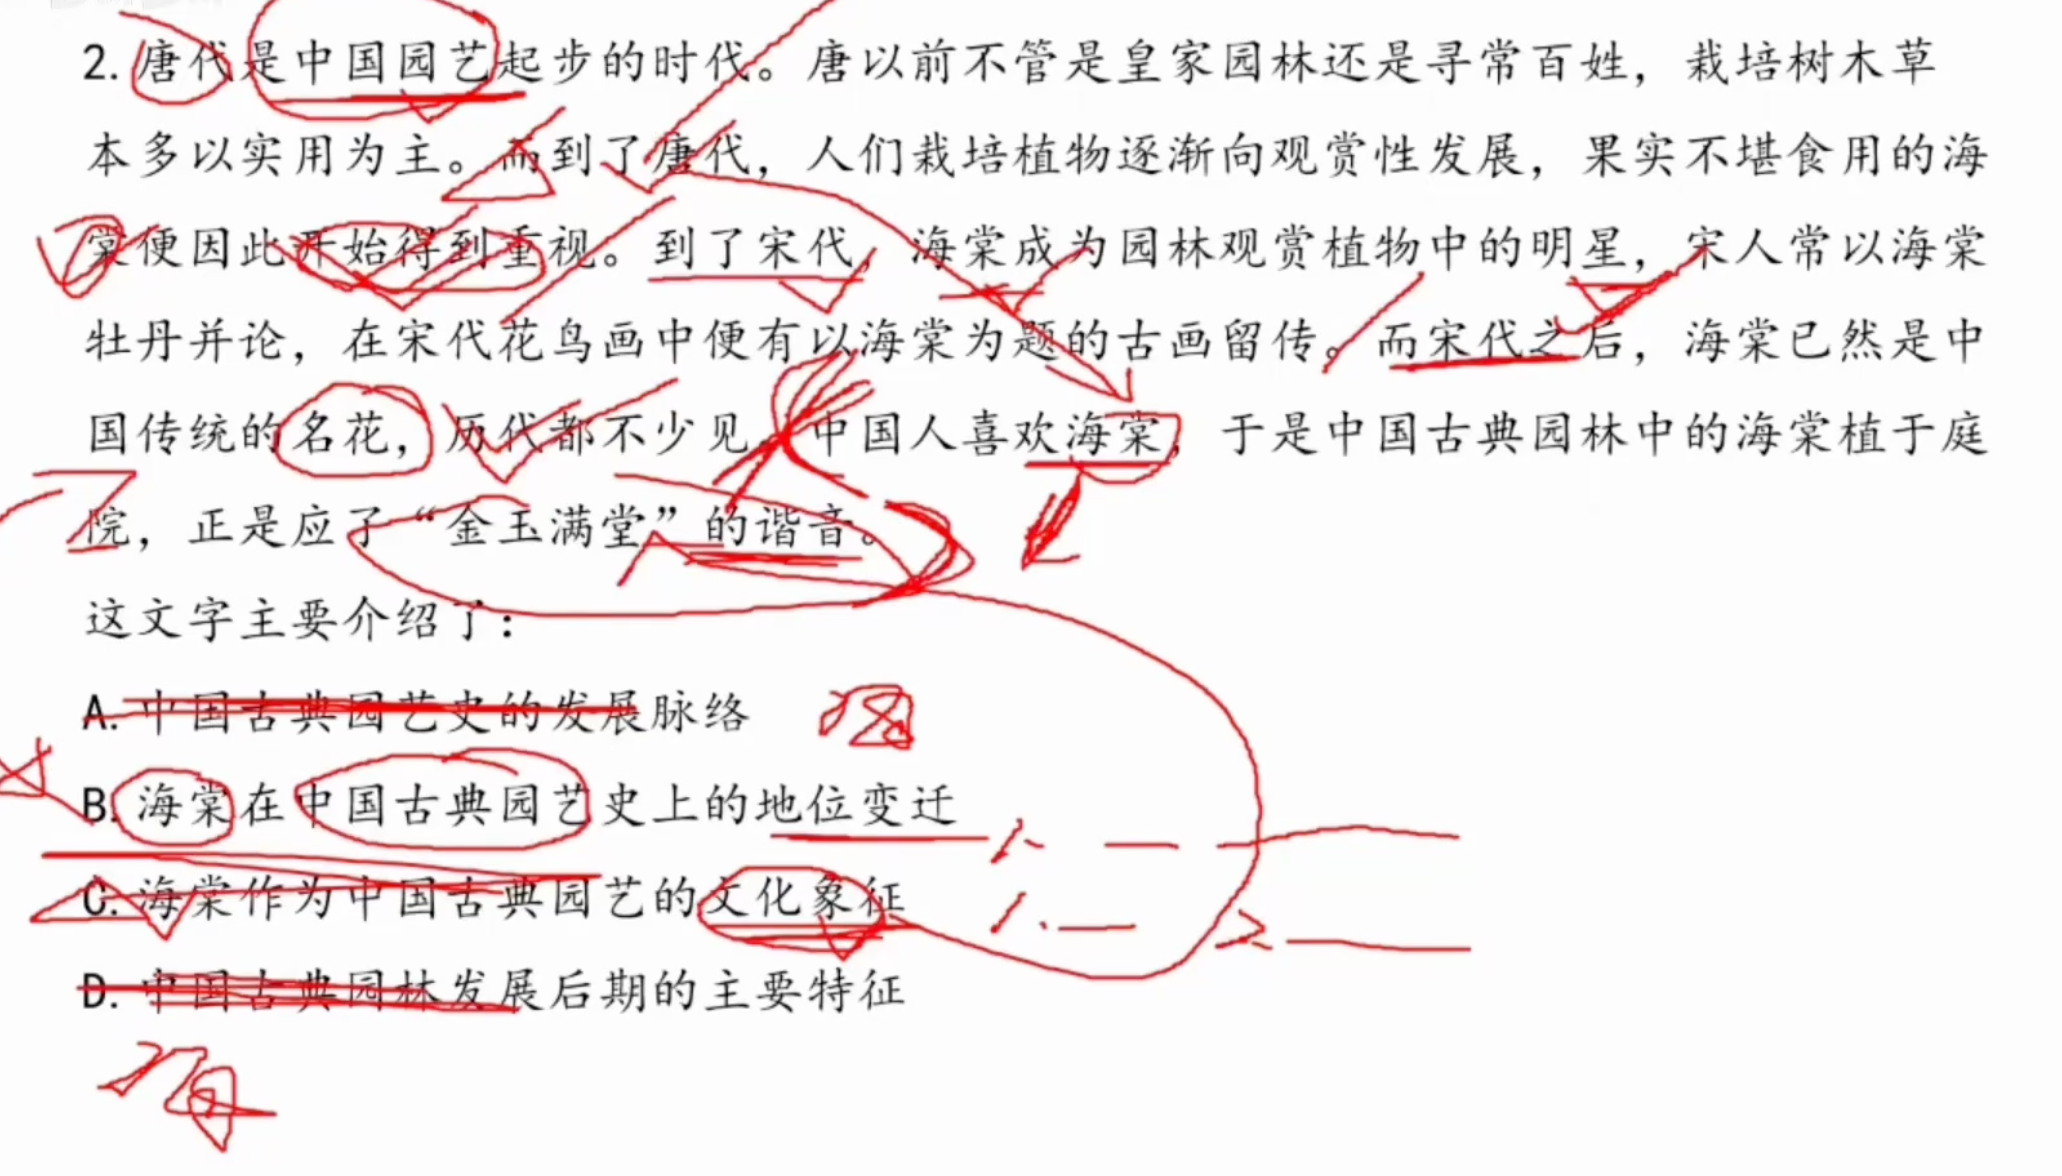 2. 唐代是中国园艺起步的时代。唐以前不管是皇家园林还是寻常百姓，栽培树木草
本多以实用为主。而到了唐代，人们栽培植物逐渐向观赏性发展，果实不堪食用的海
棠便因此开始得到重视。到了宋代，海棠成为园林观赏植物中的明星，宋人常以海棠
牡丹并论，在宋代花鸟画中便有以海棠为题的古画留传。而宋代之后，海棠已然是中
国传统的名花，历代都不少见。中国人喜欢海棠，于是中国古典园林中的海棠植于庭
院，正是应了“金玉满堂”的谐音。
这文字主要介绍了：
A. 中国古典园艺史的发展脉络
B. 海棠在中国古典园艺史上的地位变迁
C. 海棠作为中国古典园艺的文化象征
D. 中国古典园林发展后期的主要特征